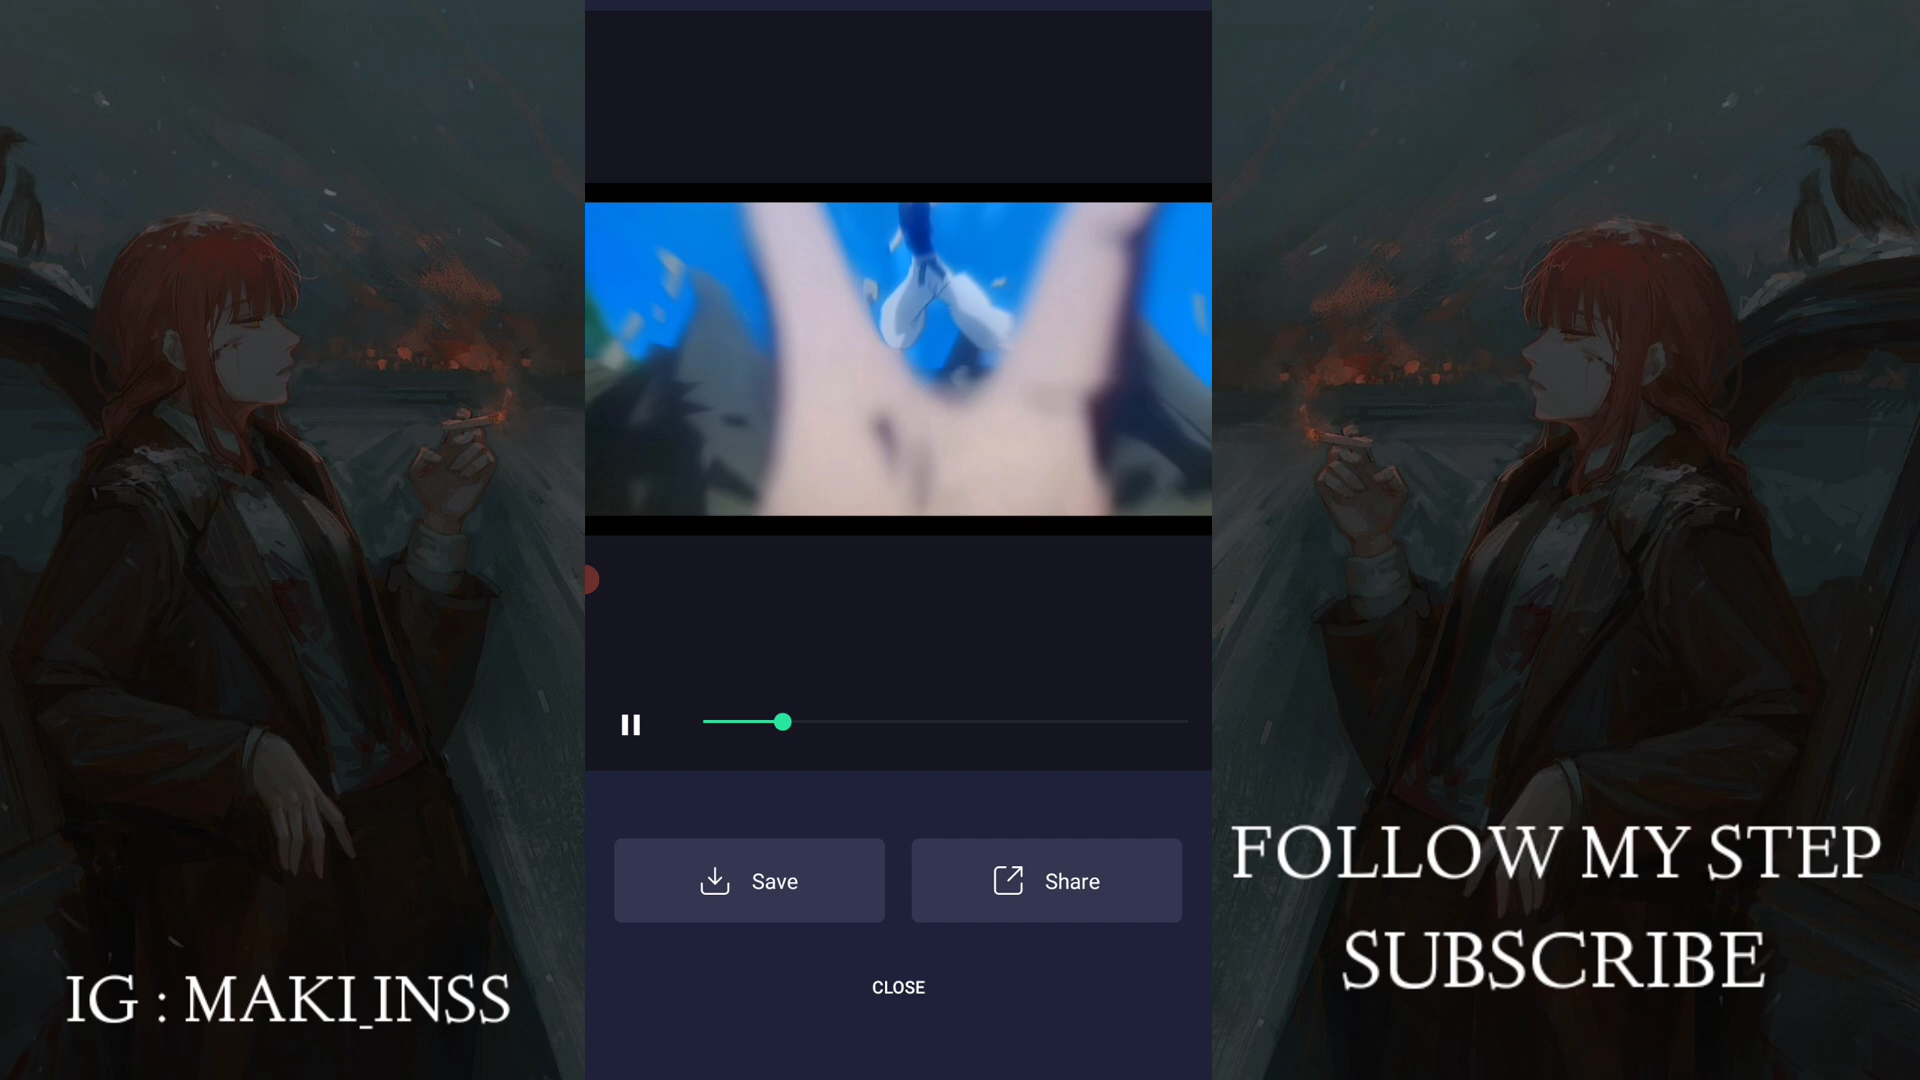 Save
Share
CLOSE
IG : MAKI_INSS
FOLLOW MY STEP
SUBSCRIBE